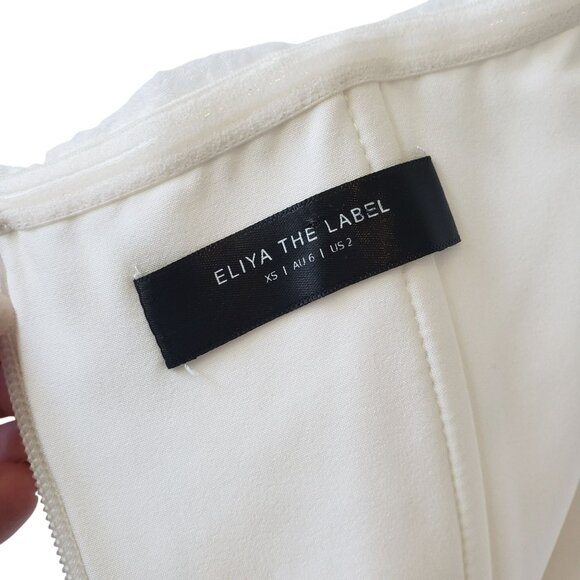 ELIYA THE LABEL
XS | AU 6 | US 2